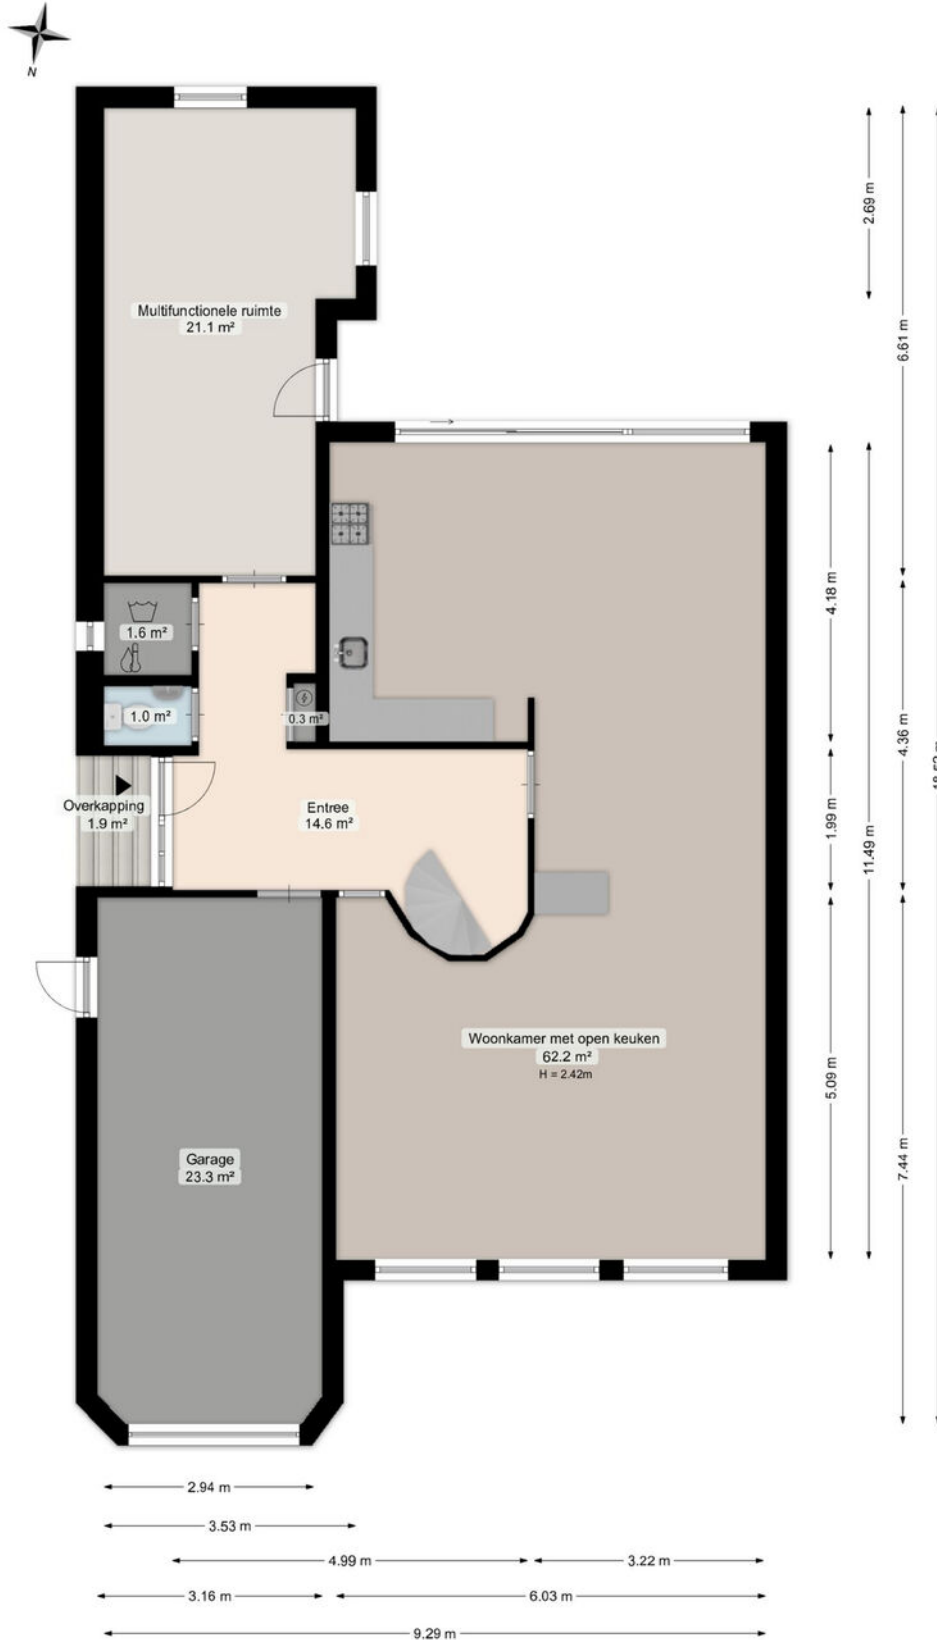 N
Multifunctionele ruimte
21.1 m²
1.6 m²
1.0 m²
0.3 m²
Overkapping
1.9 m²
Entree
14.6 m²
Woonkamer met open keuken
62.2 m²
H = 2.42m
Garage
23.3 m²
2.69 m
6.61 m
4.18 m
4.36 m
1.99 m
11.49 m
5.09 m
7.44 m
2.94 m
3.53 m
4.99 m
3.22 m
3.16 m
6.03 m
9.29 m